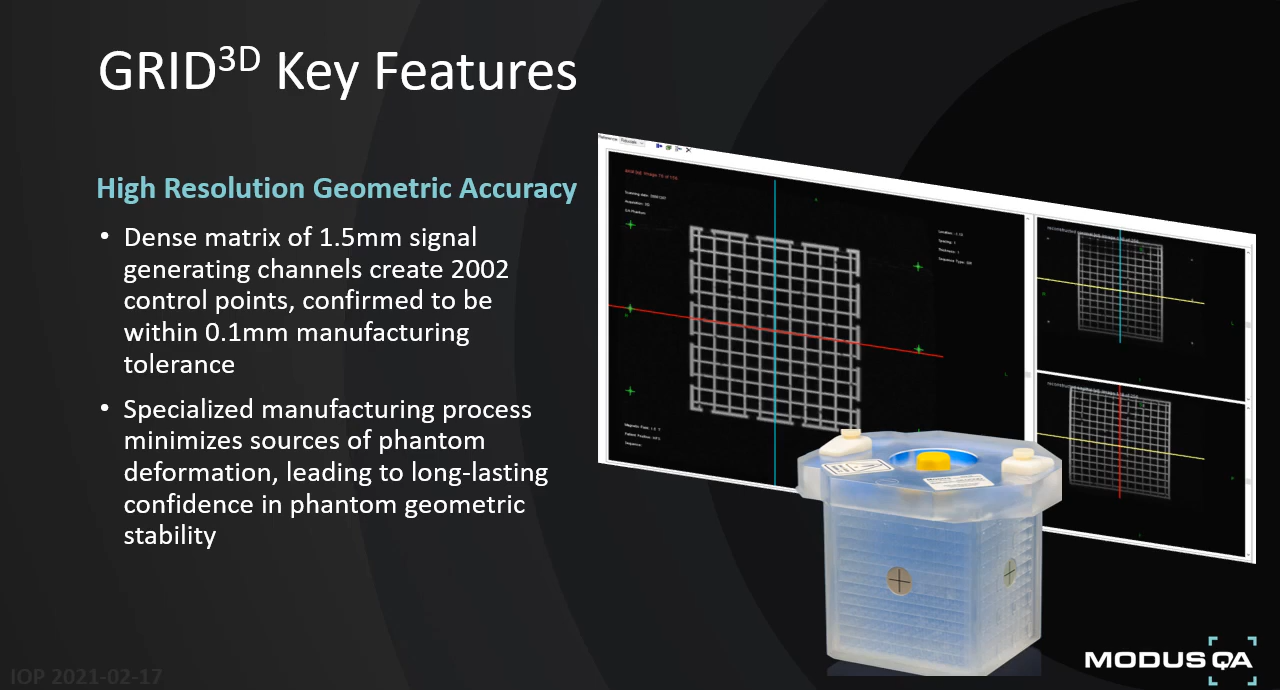 GRID3D Key Features
High Resolution Geometric Accuracy
• Dense matrix of 1.5mm signal
generating channels create 2002
control points, confirmed to be
within 0.1mm manufacturing
tolerance
• Specialized manufacturing process
minimizes sources of phantom
deformation, leading to long-lasting
confidence in phantom geometric
stability
IOP 2021-02-17
MODUS QA